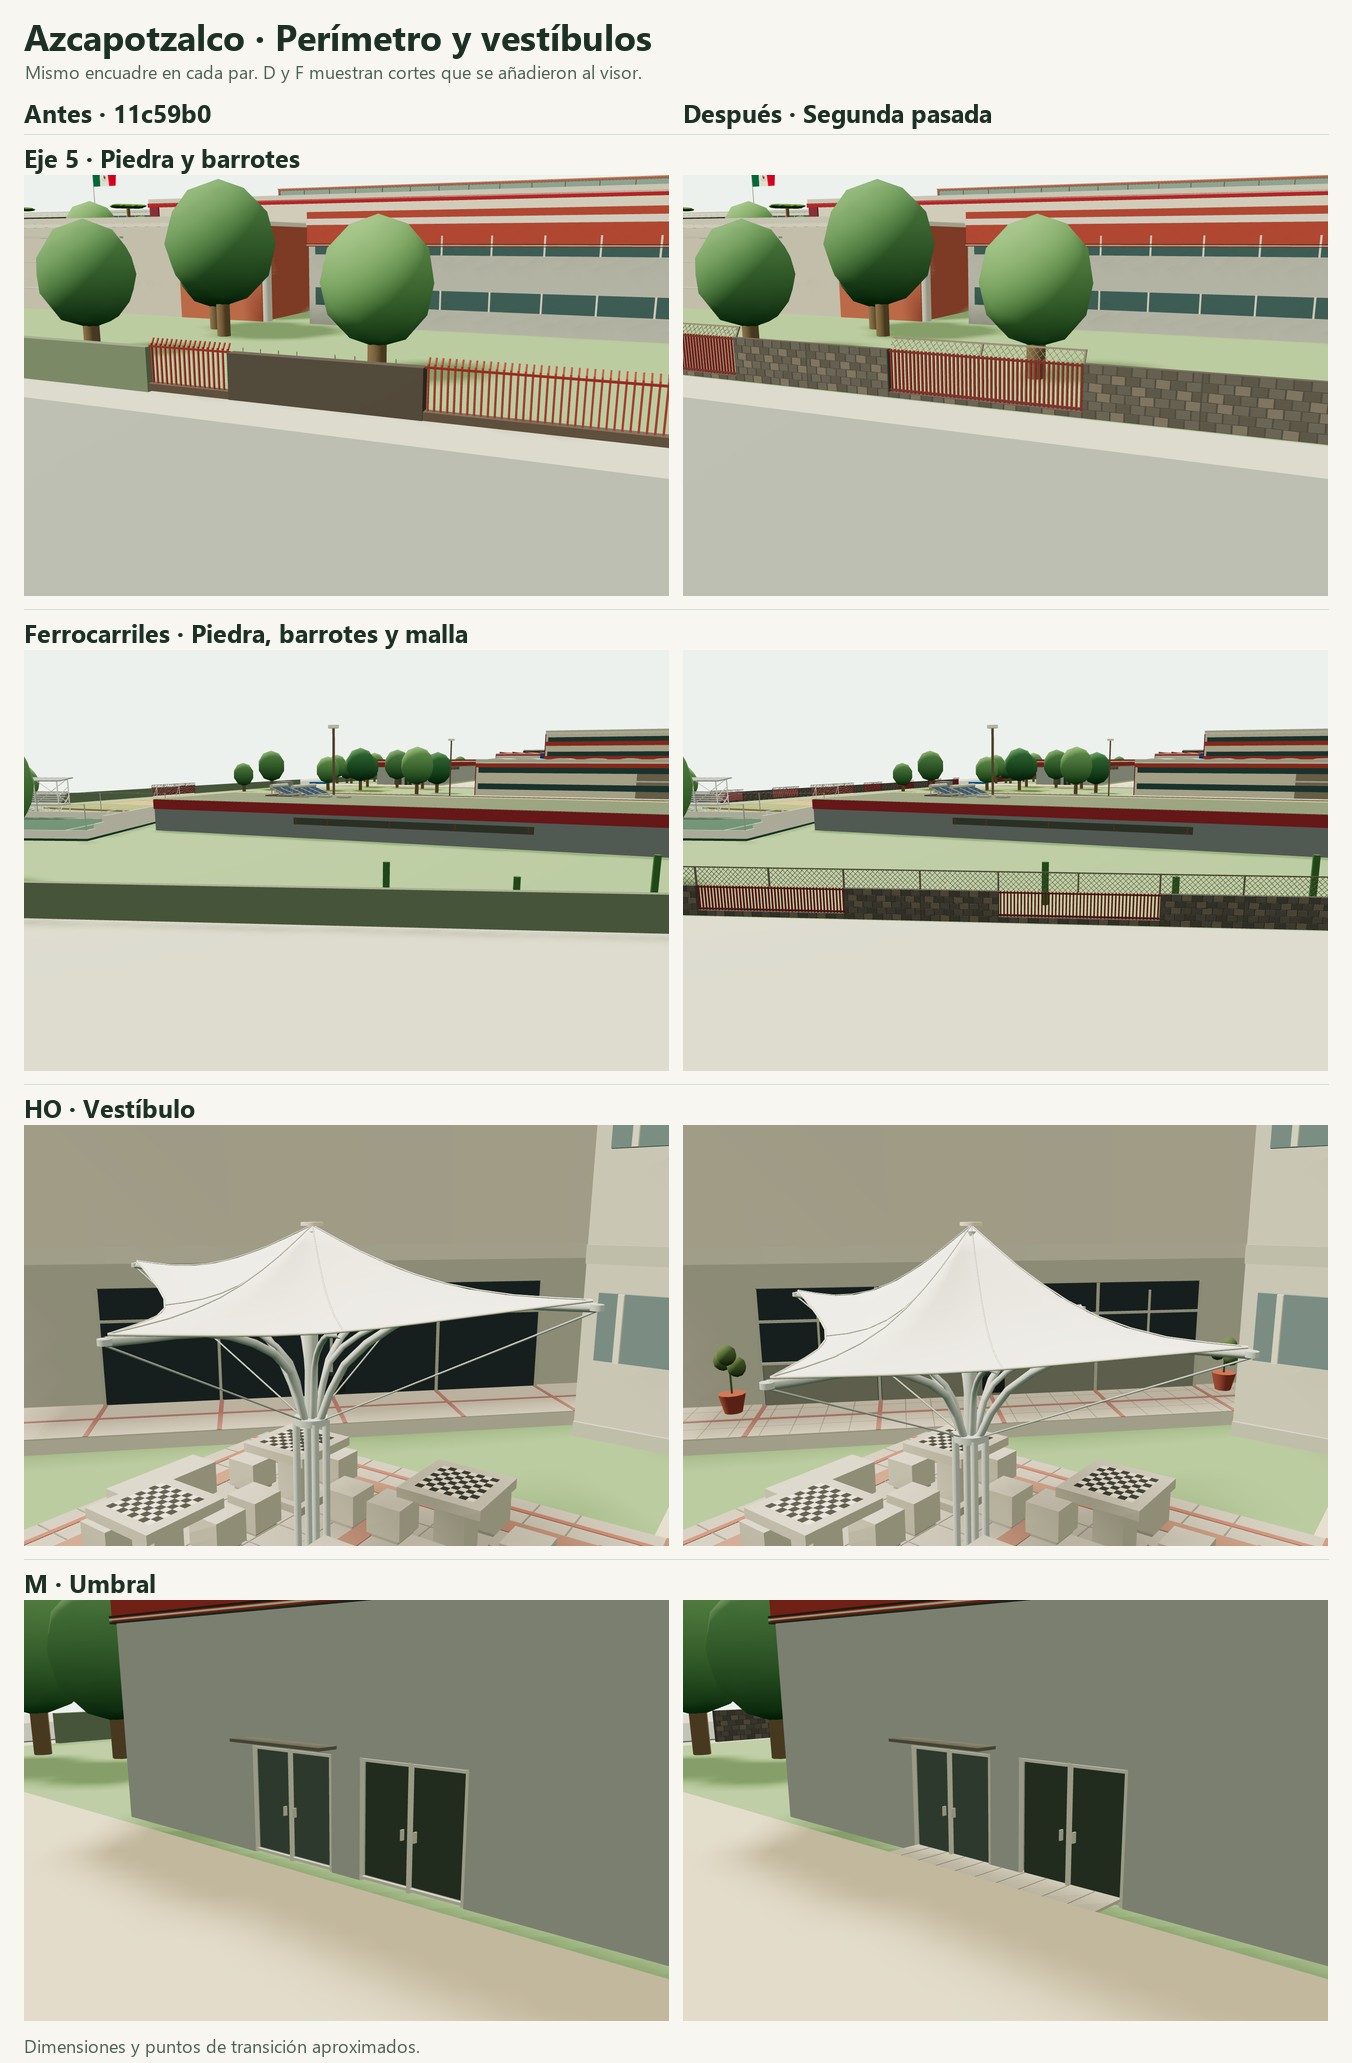 Azcapotzalco · Perímetro y vestíbulos
Mismo encuadre en cada par. D y F muestran cortes que se añadieron al visor.
Antes · 11c59b0
Después · Segunda pasada
Eje 5 · Piedra y barrotes
Ferrocarriles · Piedra, barrotes y malla
HO · Vestíbulo
M · Umbral
Dimensiones y puntos de transición aproximados.